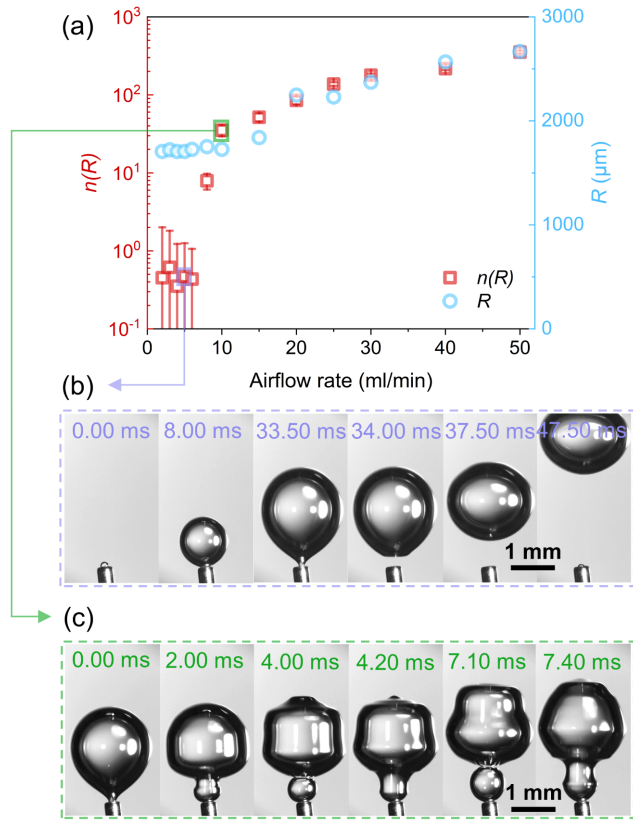 (a)
10³
10²
10¹
10⁰
10⁻¹
n(R)
3000
2000
1000
0
R (μm)
n(R)
R
0 10 20 30 40 50
Airflow rate (ml/min)
(b)
0.00 ms 8.00 ms 33.50 ms 34.00 ms 37.50 ms 47.50 ms
1 mm
(c)
0.00 ms 2.00 ms 4.00 ms 4.20 ms 7.10 ms 7.40 ms
1 mm